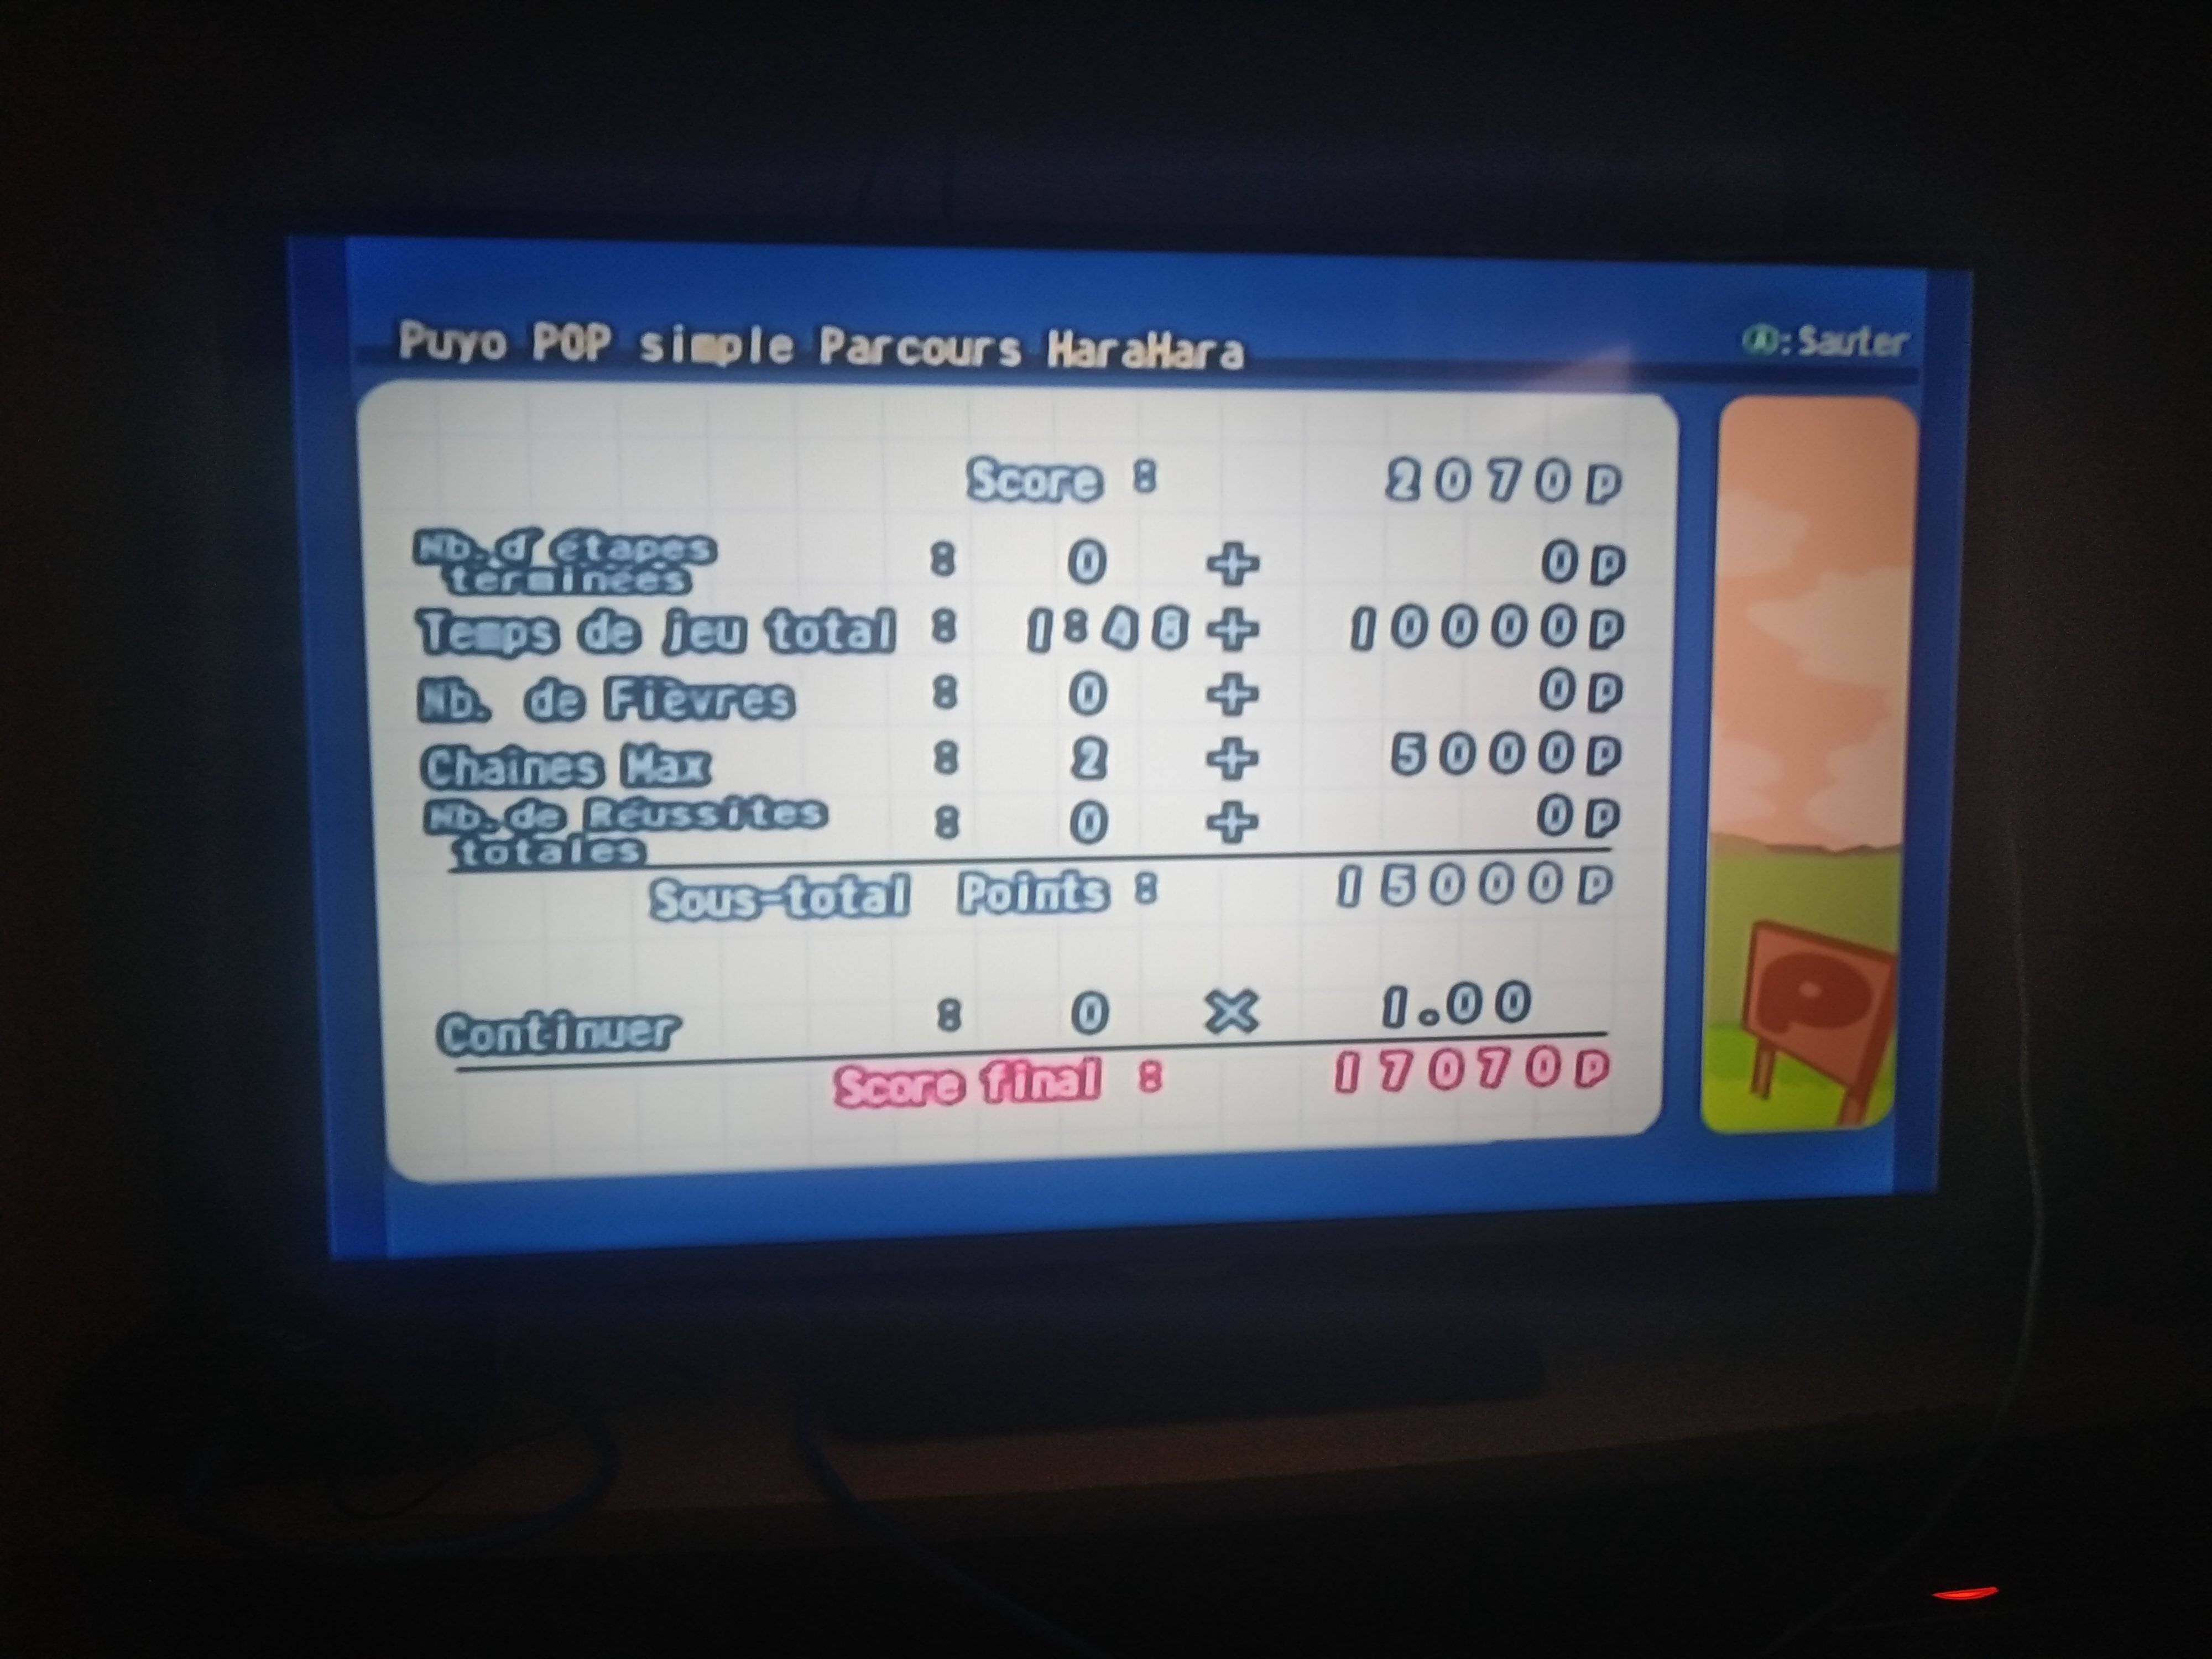 Puyo POP simple Parcours HaraHara
A: Sauter
Score : 2070p
Nb. d'étapes terminées : 0 + 0p
Temps de jeu total : 1:48 + 10000p
Nb. de Fièvres : 0 + 0p
Chaînes Max : 2 + 5000p
Nb. de Réussites totales : 0 + 0p
Sous-total Points : 15000p
Continuer : 0 × 1.00
Score final : 17070p